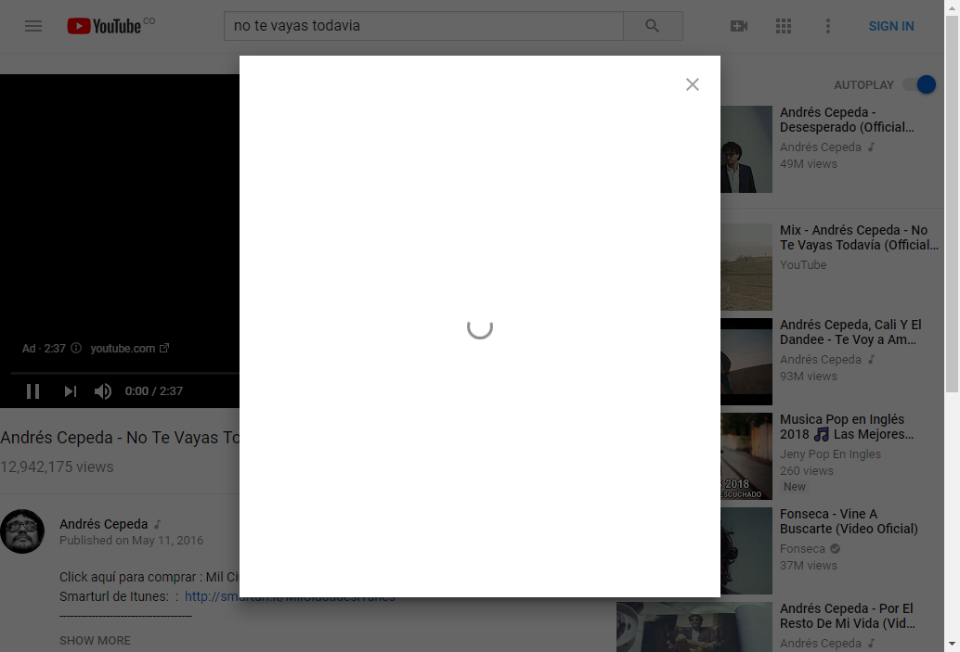 YouTube CO
no te vayas todavia
SIGN IN
AUTOPLAY
Andrés Cepeda -
Desesperado (Official...
Andrés Cepeda
49M views
Mix - Andrés Cepeda - No
Te Vayas Todavía (Official...
YouTube
Andrés Cepeda, Cali Y El
Dandee - Te Voy a Am...
Andrés Cepeda
93M views
Musica Pop en Inglés
2018 🎵 Las Mejores...
Jeny Pop En Ingles
260 views
New
2018
ESCUCHADO
Fonseca - Vine A
Buscarte (Video Oficial)
Fonseca
37M views
Andrés Cepeda - Por El
Resto De Mi Vida (Vid...
Andrés Cepeda
Ad · 2:37 youtube.com
0:00 / 2:37
Andrés Cepeda - No Te Vayas To
12,942,175 views
Andrés Cepeda
Published on May 11, 2016
Click aquí para comprar : Mil Ci
Smarturl de Itunes: :
--------------------------------------
SHOW MORE